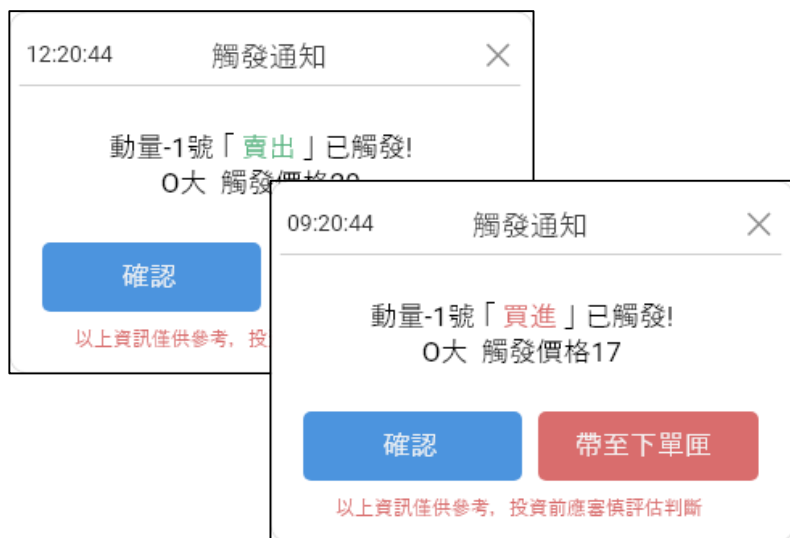 12:20:44 觸發通知
動量-1號「賣出」已觸發!
O大 觸發價格20
確認
以上資訊僅供參考, 投
09:20:44 觸發通知
動量-1號「買進」已觸發!
O大 觸發價格17
確認 帶至下單匣
以上資訊僅供參考, 投資前應審慎評估判斷